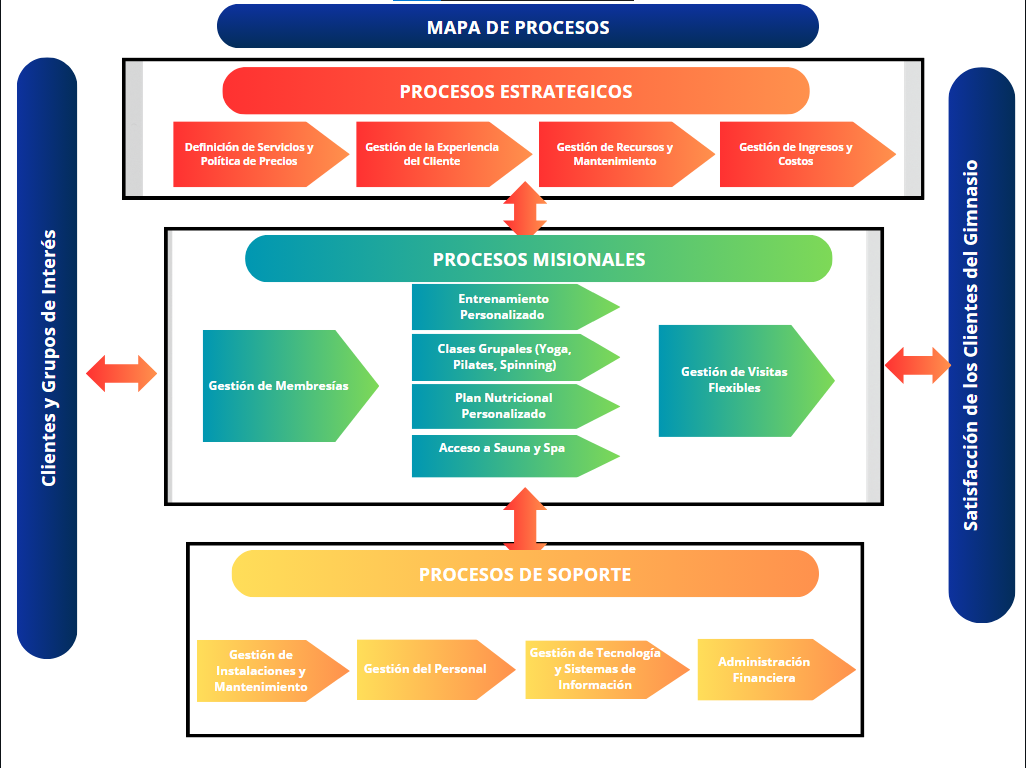 MAPA DE PROCESOS
Clientes y Grupos de Interés
PROCESOS ESTRATEGICOS
Definición de Servicios y
Política de Precios
Gestión de la Experiencia
del Cliente
Gestión de Recursos y
Mantenimiento
Gestión de Ingresos y
Costos
PROCESOS MISIONALES
Gestión de Membresías
Entrenamiento
Personalizado
Clases Grupales (Yoga,
Pilates, Spinning)
Plan Nutricional
Personalizado
Acceso a Sauna y Spa
Gestión de Visitas
Flexibles
PROCESOS DE SOPORTE
Gestión de
Instalaciones y
Mantenimiento
Gestión del Personal
Gestión de Tecnología
y Sistemas de
Información
Administración
Financiera
Satisfacción de los Clientes del Gimnasio